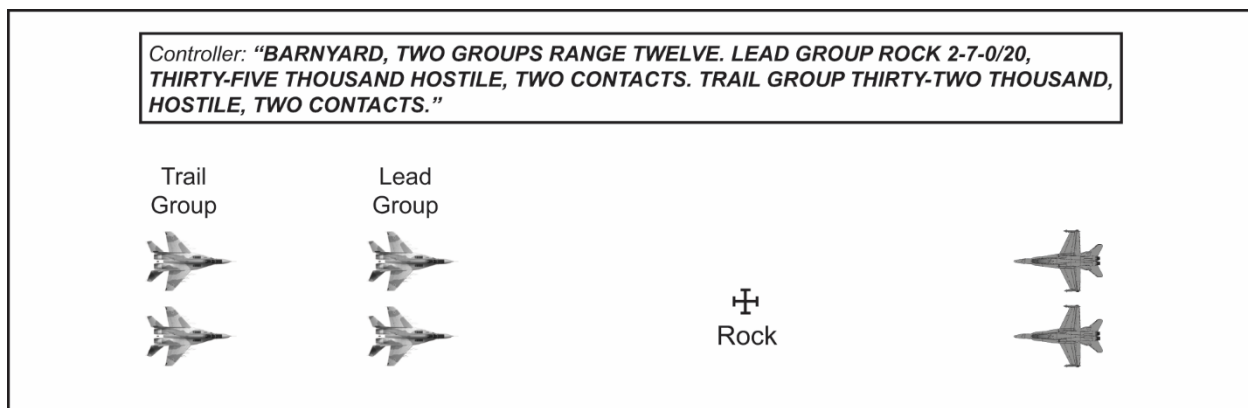 Controller: “BARNYARD, TWO GROUPS RANGE TWELVE. LEAD GROUP ROCK 2-7-0/20,
THIRTY-FIVE THOUSAND HOSTILE, TWO CONTACTS. TRAIL GROUP THIRTY-TWO THOUSAND,
HOSTILE, TWO CONTACTS.”
Trail
Group
Lead
Group
Rock